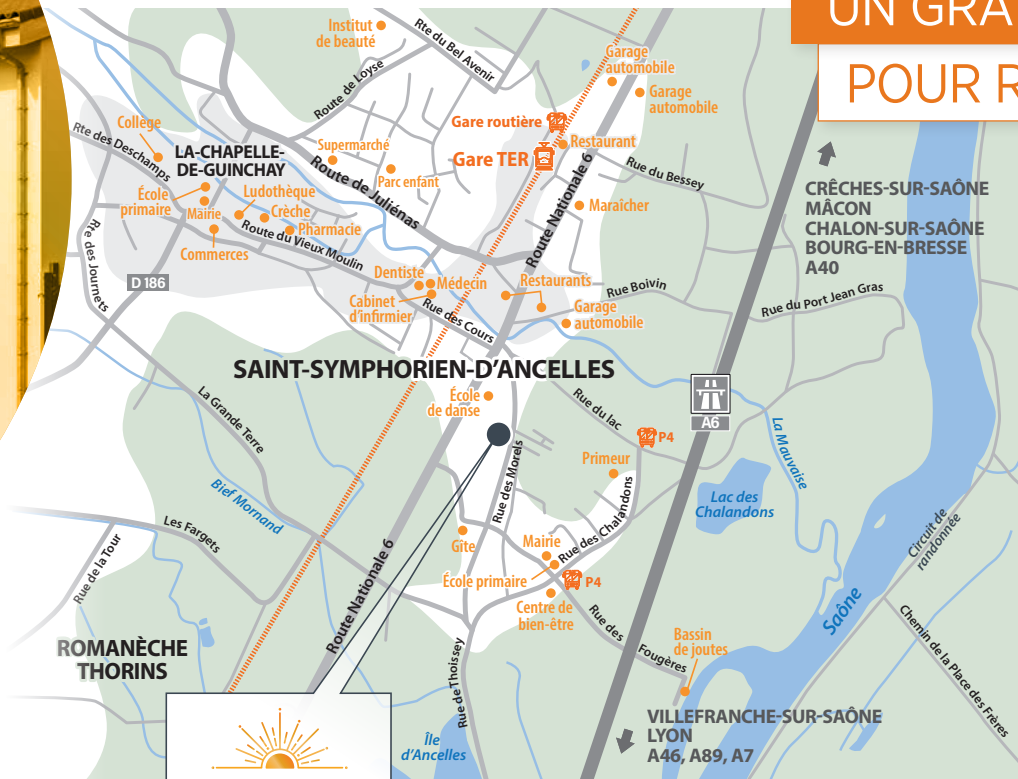 UN GRA
POUR R
Institut
de beauté
Rte du Bel Avenir
Route de Loyse
Garage
automobile
Garage
automobile
Gare routière
Restaurant
Gare TER
Collège
Rte des Deschamps
LA-CHAPELLE-
DE-GUINCHAY
Supermarché
Parc enfant
Route de Juliénas
Route Nationale 6
Rue du Bessey
CRÊCHES-SUR-SAÔNE
MÂCON
CHALON-SUR-SAÔNE
BOURG-EN-BRESSE
A40
École
primaire
Mairie
Ludothèque
Crèche
Pharmacie
Commerces
Route du Vieux Moulin
Maraîcher
Rte des Journets
D 186
Dentiste
Médecin
Cabinet
d'infirmier
Rue des Cours
Restaurants
Rue Boivin
Garage
automobile
Rue du Port Jean Gras
SAINT-SYMPHORIEN-D'ANCELLES
École
de danse
Rue du lac
A6
P4
La Mauvaise
La Grande Terre
Bief Mornand
Rue des Morels
Primeur
Lac des
Chalandons
Les Fargets
Rue de la Tour
Gîte
Mairie
Rue des Chalandons
École primaire
P4
Centre de
bien-être
Circuit de
randonnée
Saône
Route Nationale 6
Rue des
Fougères
Bassin
de joutes
Chemin de la Place des Frères
ROMANÈCHE
THORINS
Rue de Thoissey
Île
d'Ancelles
VILLEFRANCHE-SUR-SAÔNE
LYON
A46, A89, A7